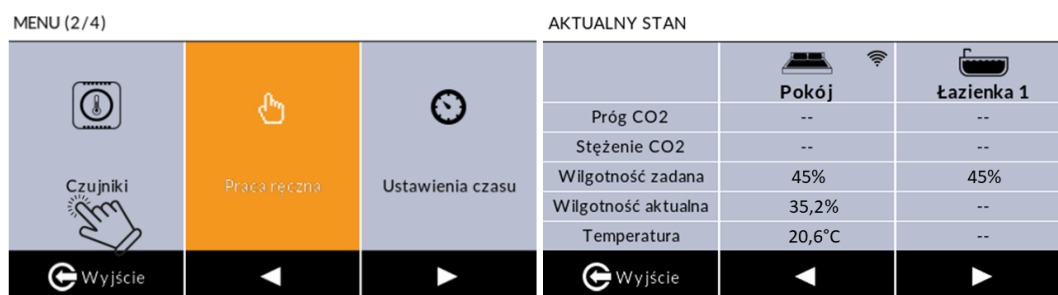 MENU (2/4)
Czujniki
Praca ręczna
Ustawienia czasu
Wyjście
AKTUALNY STAN
Pokój Łazienka 1
Próg CO2 -- --
Stężenie CO2 -- --
Wilgotność zadana 45% 45%
Wilgotność aktualna 35,2% --
Temperatura 20,6°C --
Wyjście